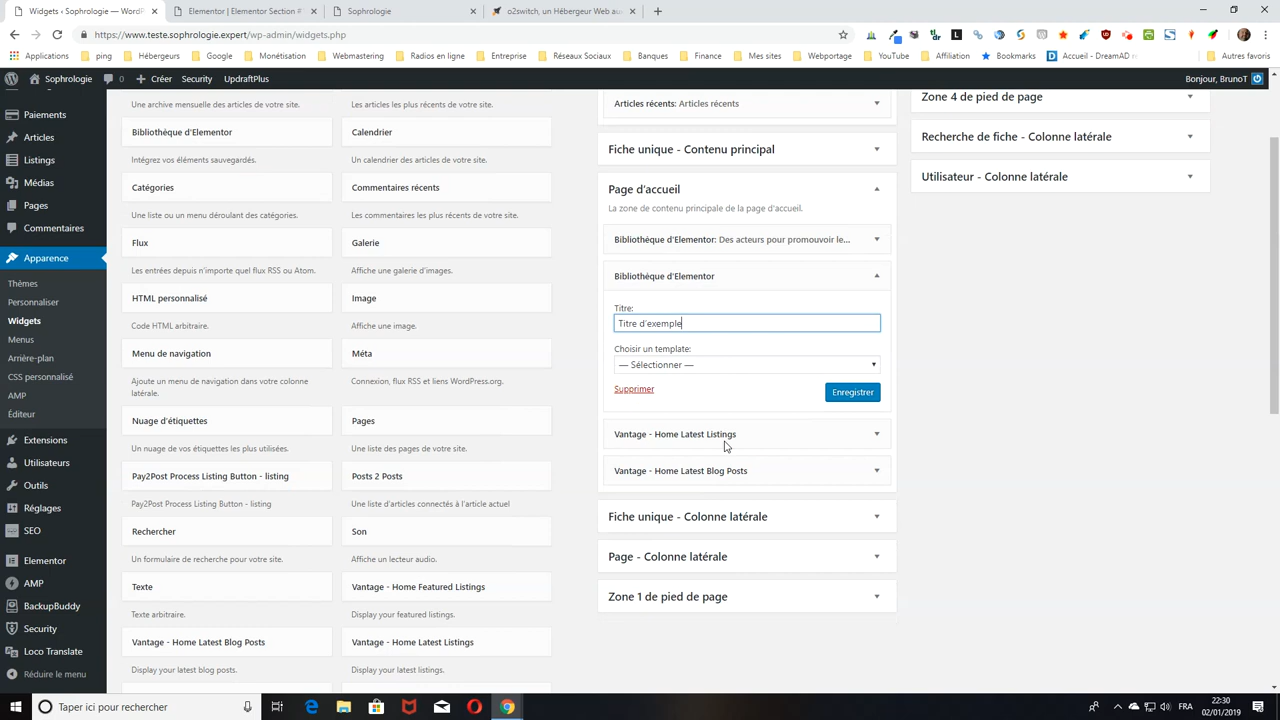 Widgets ‹ Sophrologie — WordP
Elementor | Elementor Section #
Sophrologie
o2switch, un Hébergeur Web au
https://www.teste.sophrologie.expert/wp-admin/widgets.php
Applications
ping
Hébergeurs
Google
Monétisation
Webmastering
Radios en ligne
Entreprise
Réseaux Sociaux
Banques
Finance
Mes sites
Webportage
YouTube
Affiliation
Bookmarks
Accueil - DreamAD
Autres favoris
Sophrologie
0
Créer
Security
UpdraftPlus
Bonjour, BrunoT
Paiements
Articles
Listings
Médias
Pages
Commentaires
Apparence
Thèmes
Personnaliser
Widgets
Menus
Arrière-plan
CSS personnalisé
AMP
Éditeur
Extensions
Utilisateurs
Outils
Réglages
SEO
Elementor
AMP
BackupBuddy
Security
Loco Translate
Réduire le menu
Une archive mensuelle des articles de votre site.
Les articles les plus récents de votre site.
Bibliothèque d'Elementor
Calendrier
Intégrez vos éléments sauvegardés.
Un calendrier des articles de votre site.
Catégories
Commentaires récents
Une liste ou un menu déroulant des catégories.
Les commentaires les plus récents de votre site.
Flux
Galerie
Les entrées depuis n'importe quel flux RSS ou Atom.
Affiche une galerie d'images.
HTML personnalisé
Image
Code HTML arbitraire.
Affiche une image.
Menu de navigation
Méta
Ajoute un menu de navigation dans votre colonne
latérale.
Connexion, flux RSS et liens WordPress.org.
Nuage d'étiquettes
Pages
Un nuage de vos étiquettes les plus utilisées.
Une liste des pages de votre site.
Pay2Post Process Listing Button - listing
Posts 2 Posts
Pay2Post Process Listing Button - listing
Une liste d'articles connectés à l'article actuel
Rechercher
Son
Un formulaire de recherche pour votre site.
Affiche un lecteur audio.
Texte
Vantage - Home Featured Listings
Texte arbitraire.
Display your featured listings.
Vantage - Home Latest Blog Posts
Vantage - Home Latest Listings
Display your latest blog posts.
Display your latest listings.
Articles récents: Articles récents
Fiche unique - Contenu principal
Page d'accueil
La zone de contenu principale de la page d'accueil.
Bibliothèque d'Elementor: Des acteurs pour promouvoir le...
Bibliothèque d'Elementor
Titre:
Titre d'exemple
Choisir un template:
— Sélectionner —
Supprimer
Enregistrer
Vantage - Home Latest Listings
Vantage - Home Latest Blog Posts
Fiche unique - Colonne latérale
Page - Colonne latérale
Zone 1 de pied de page
Zone 4 de pied de page
Recherche de fiche - Colonne latérale
Utilisateur - Colonne latérale
Taper ici pour rechercher
FRA
22:30
02/01/2019